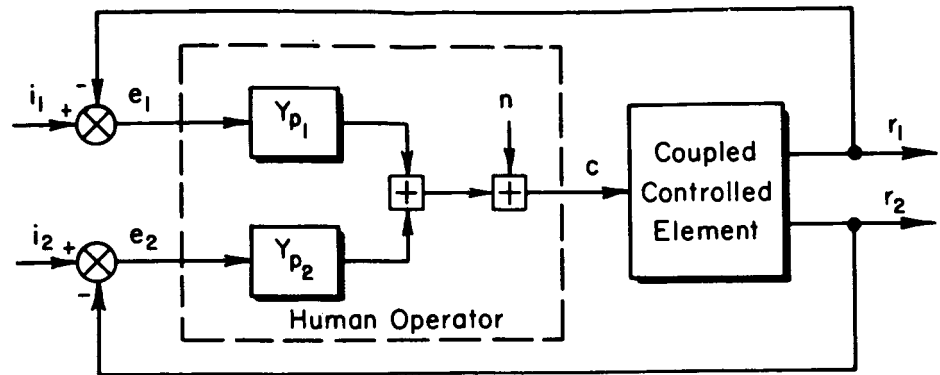 i₁
+
-
e₁
Yp₁
+
n
+
c
Coupled
Controlled
Element
r₁
r₂
i₂
+
-
e₂
Yp₂
Human Operator